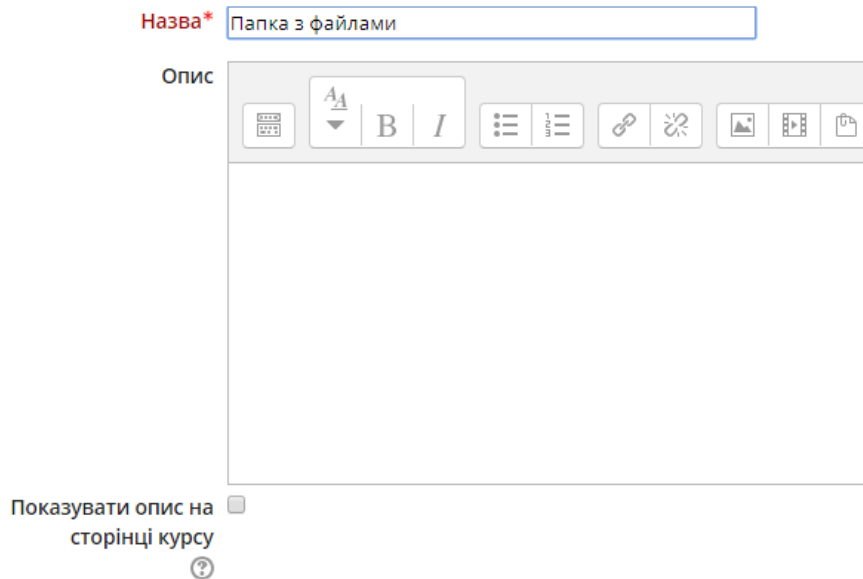 Назва* Папка з файлами
Опис
B I
Показувати опис на
сторінці курсу